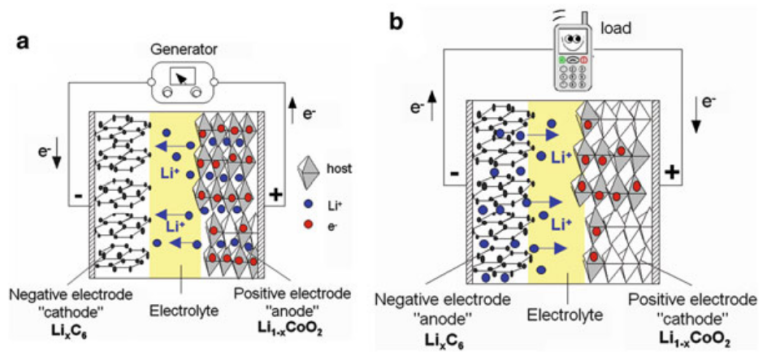 a
Generator
e-
e-
-
+
Li+
Li+
host
Li+
e-
Negative electrode
"cathode"
LixC6
Electrolyte
Positive electrode
"anode"
Li1-xCoO2
b
load
e-
e-
-
+
Li+
Li+
Negative electrode
"anode"
LixC6
Electrolyte
Positive electrode
"cathode"
Li1-xCoO2